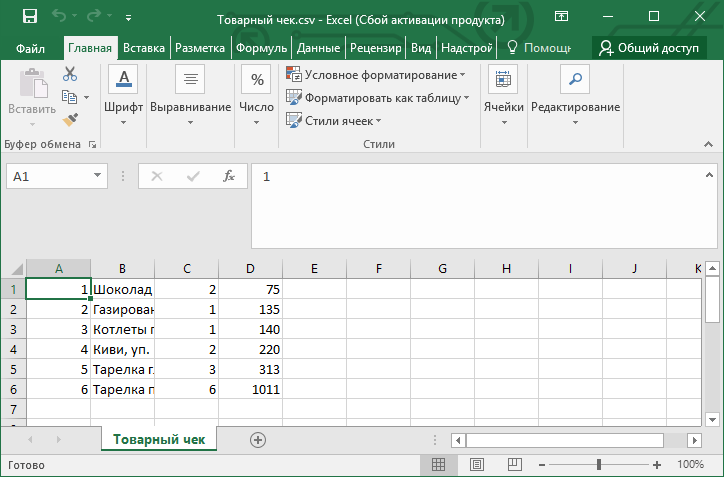 Товарный чек.csv - Excel (Сбой активации продукта)
Файл Главная Вставка Разметка Формуль Данные Рецензир Вид Надстрой Помощь Общий доступ
Вставить Шрифт Выравнивание % Число Условное форматирование Ячейки Редактирование
Форматировать как таблицу
Стили ячеек
Буфер обмена Стили
A1 fx 1
A B C D E F G H I J K
1 1 Шоколад 2 75
2 2 Газирован 1 135
3 3 Котлеты г 1 140
4 4 Киви, уп. 2 220
5 5 Тарелка г. 3 313
6 6 Тарелка п 6 1011
7
Товарный чек
Готово 100%